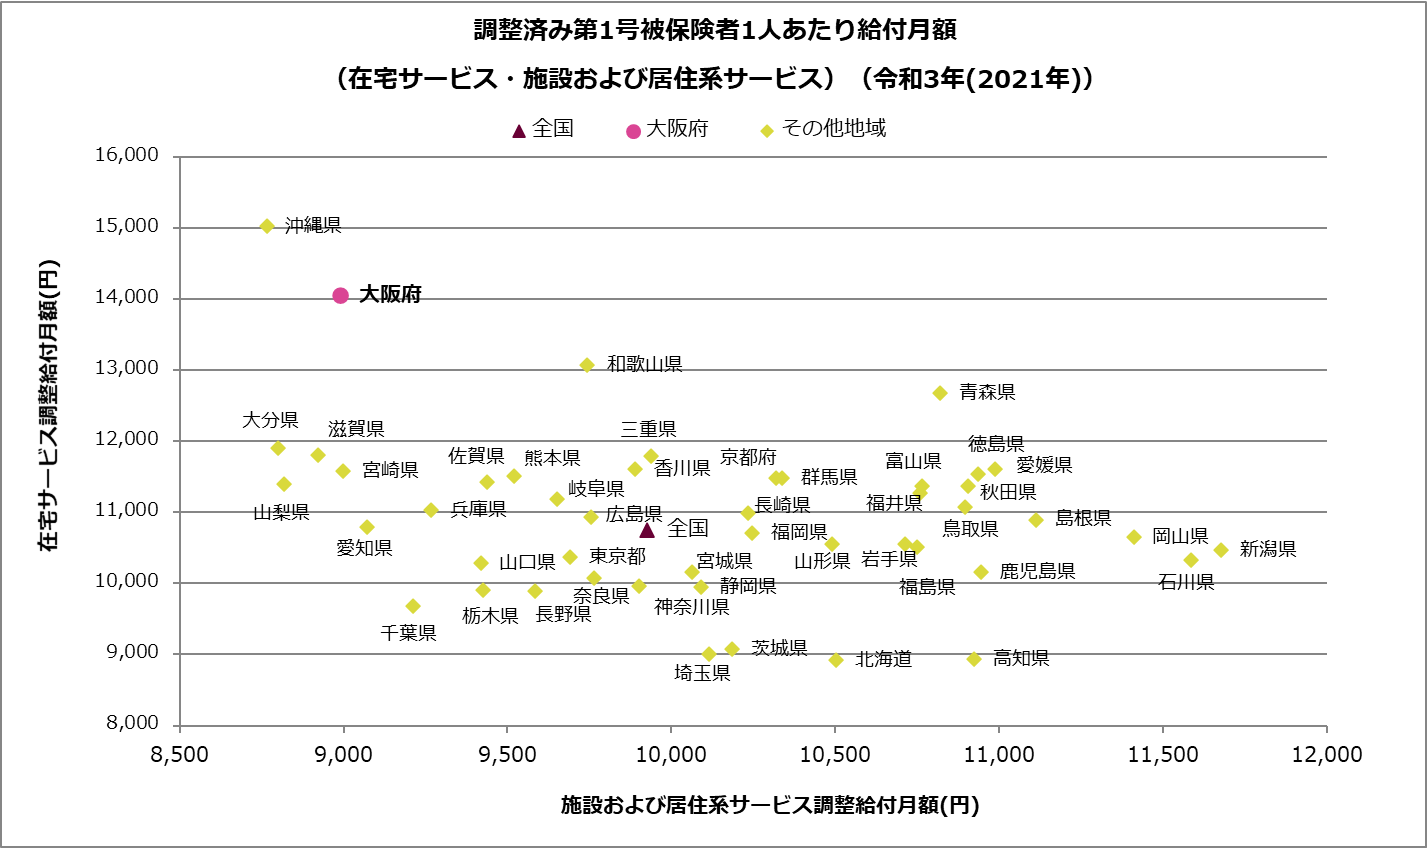 調整済み第1号被保険者1人あたり給付月額
（在宅サービス・施設および居住系サービス）（令和3年(2021年)）
全国 大阪府 その他地域
16,000
15,000
14,000
13,000
12,000
11,000
10,000
9,000
8,000
在宅サービス調整給付月額(円)
沖縄県
大阪府
和歌山県
青森県
大分県
滋賀県
三重県
徳島県
佐賀県
熊本県
京都府
富山県
宮崎県
香川県
群馬県
愛媛県
岐阜県
秋田県
山梨県
兵庫県
広島県
長崎県
福井県
島根県
全国
福岡県
鳥取県
岡山県
愛知県
新潟県
山口県
東京都
宮城県
山形県
岩手県
鹿児島県
石川県
静岡県
福島県
奈良県
神奈川県
栃木県
長野県
千葉県
茨城県
北海道
高知県
埼玉県
8,500 9,000 9,500 10,000 10,500 11,000 11,500 12,000
施設および居住系サービス調整給付月額(円)